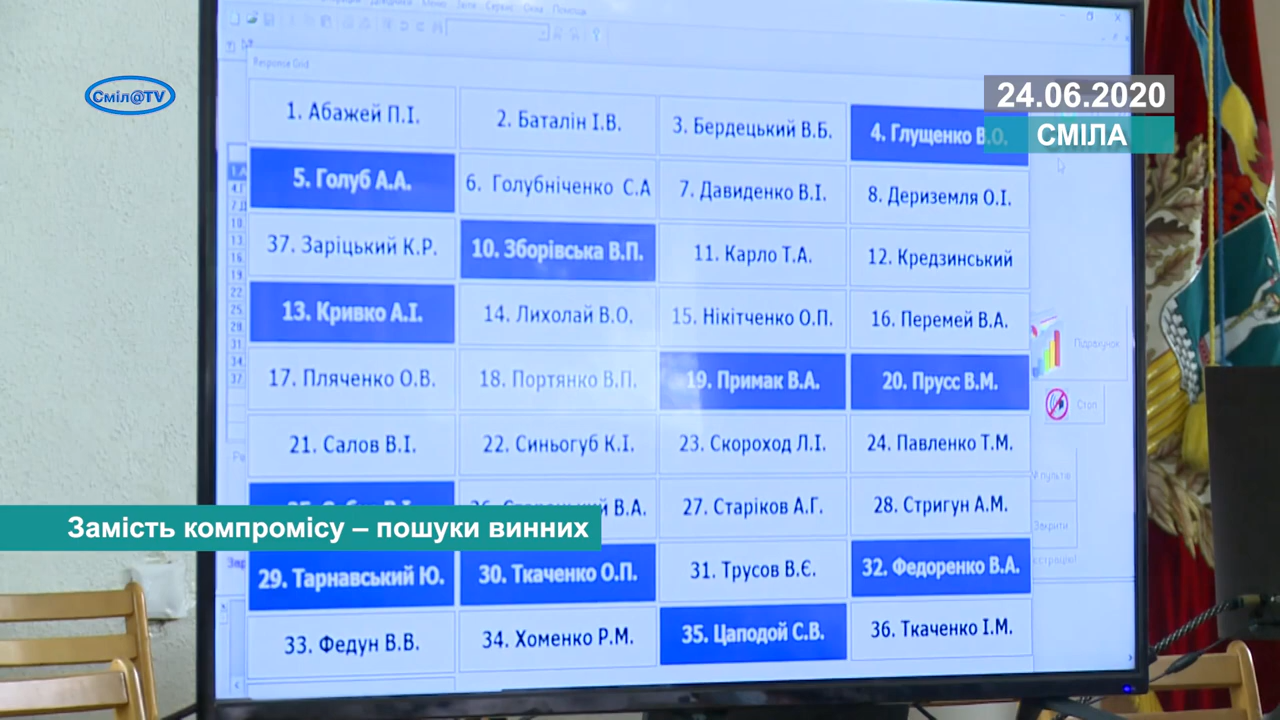 Сміл@TV
24.06.2020
СМІЛА
Response Grid
1. Абажей П.І.
2. Баталін І.В.
3. Бердецький В.Б.
4. Глущенко В.О.
5. Голуб А.А.
6. Голубніченко С.А
7. Давиденко В.І.
8. Дериземля О.І.
37. Заріцький К.Р.
10. Зборівська В.П.
11. Карло Т.А.
12. Кредзинський
13. Кривко А.І.
14. Лихолай В.О.
15. Нікітченко О.П.
16. Перемей В.А.
17. Пляченко О.В.
18. Портянко В.П.
19. Примак В.А.
20. Прусс В.М.
21. Салов В.І.
22. Синьогуб К.І.
23. Скороход Л.І.
24. Павленко Т.М.
В.А.
27. Старіков А.Г.
28. Стригун А.М.
29. Тарнавський Ю.
30. Ткаченко О.П.
31. Трусов В.Є.
32. Федоренко В.А.
33. Федун В.В.
34. Хоменко Р.М.
35. Цаподой С.В.
36. Ткаченко І.М.
Підрахунок
Стоп
Замість компромісу – пошуки винних